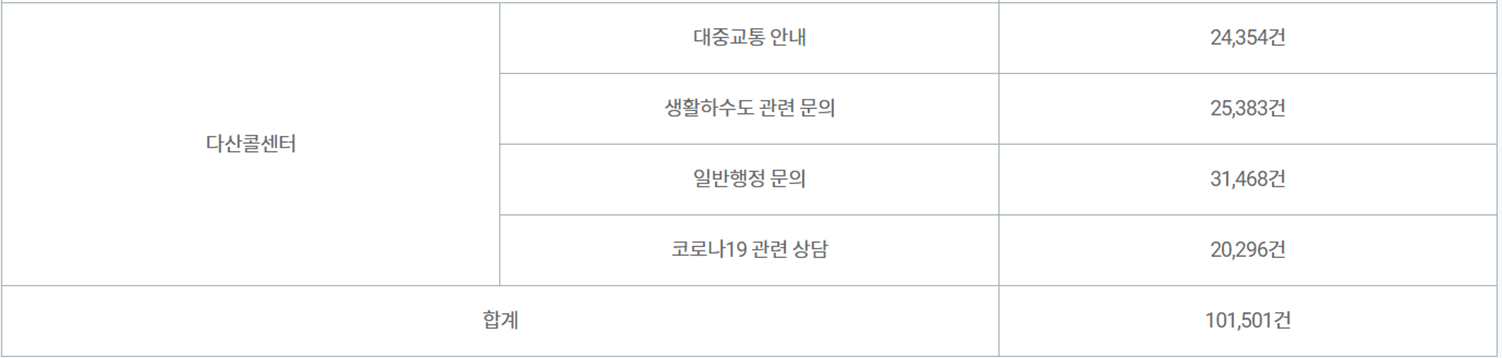 대중교통 안내 24,354건
생활하수도 관련 문의 25,383건
다산콜센터
일반행정 문의 31,468건
코로나19 관련 상담 20,296건
합계 101,501건